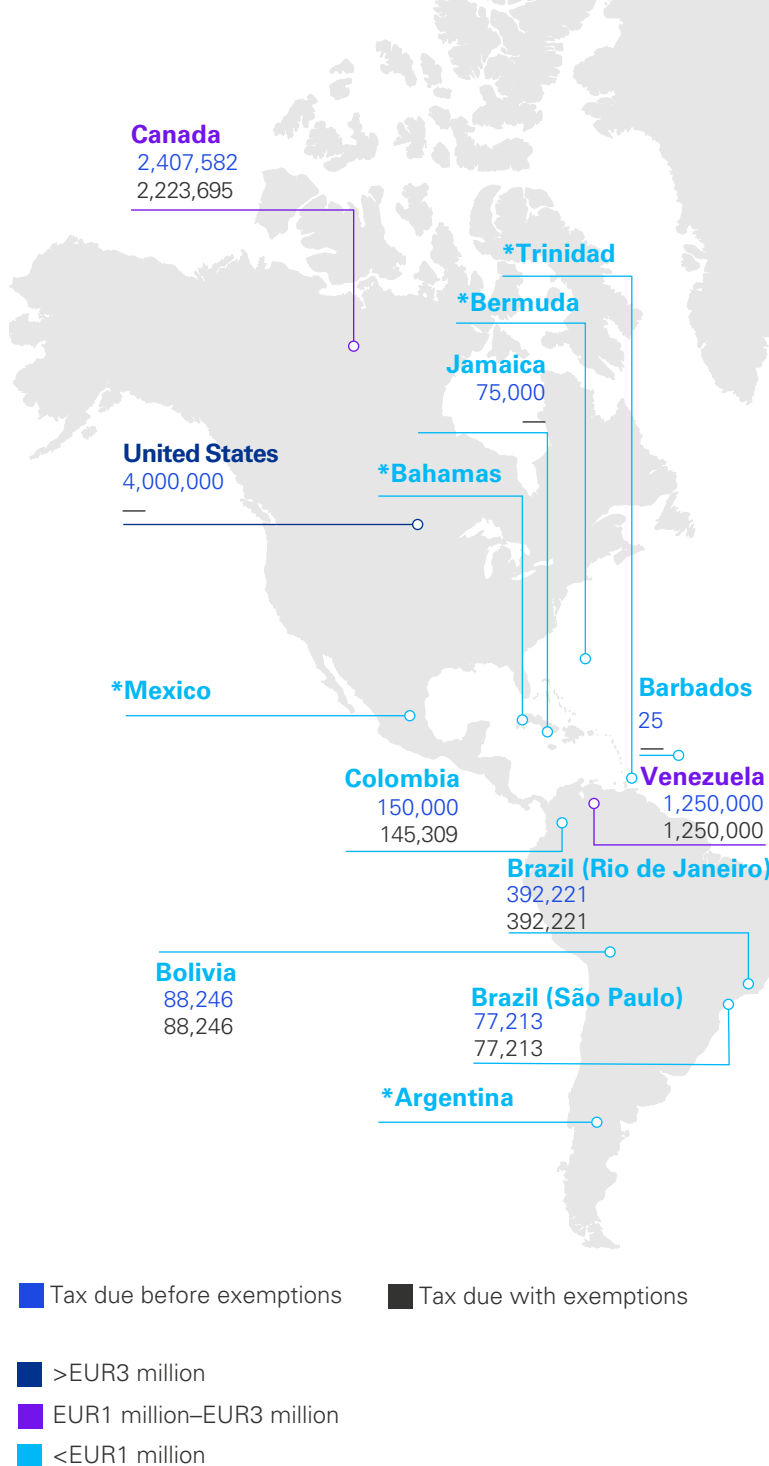 Canada
2,407,582
2,223,695
*Trinidad
*Bermuda
Jamaica
75,000
—
United States
4,000,000
—
*Bahamas
*Mexico
Barbados
25
—
Colombia
150,000
145,309
Venezuela
1,250,000
1,250,000
Brazil (Rio de Janeiro)
392,221
392,221
Bolivia
88,246
88,246
Brazil (São Paulo)
77,213
77,213
*Argentina
Tax due before exemptions
Tax due with exemptions
>EUR3 million
EUR1 million–EUR3 million
<EUR1 million